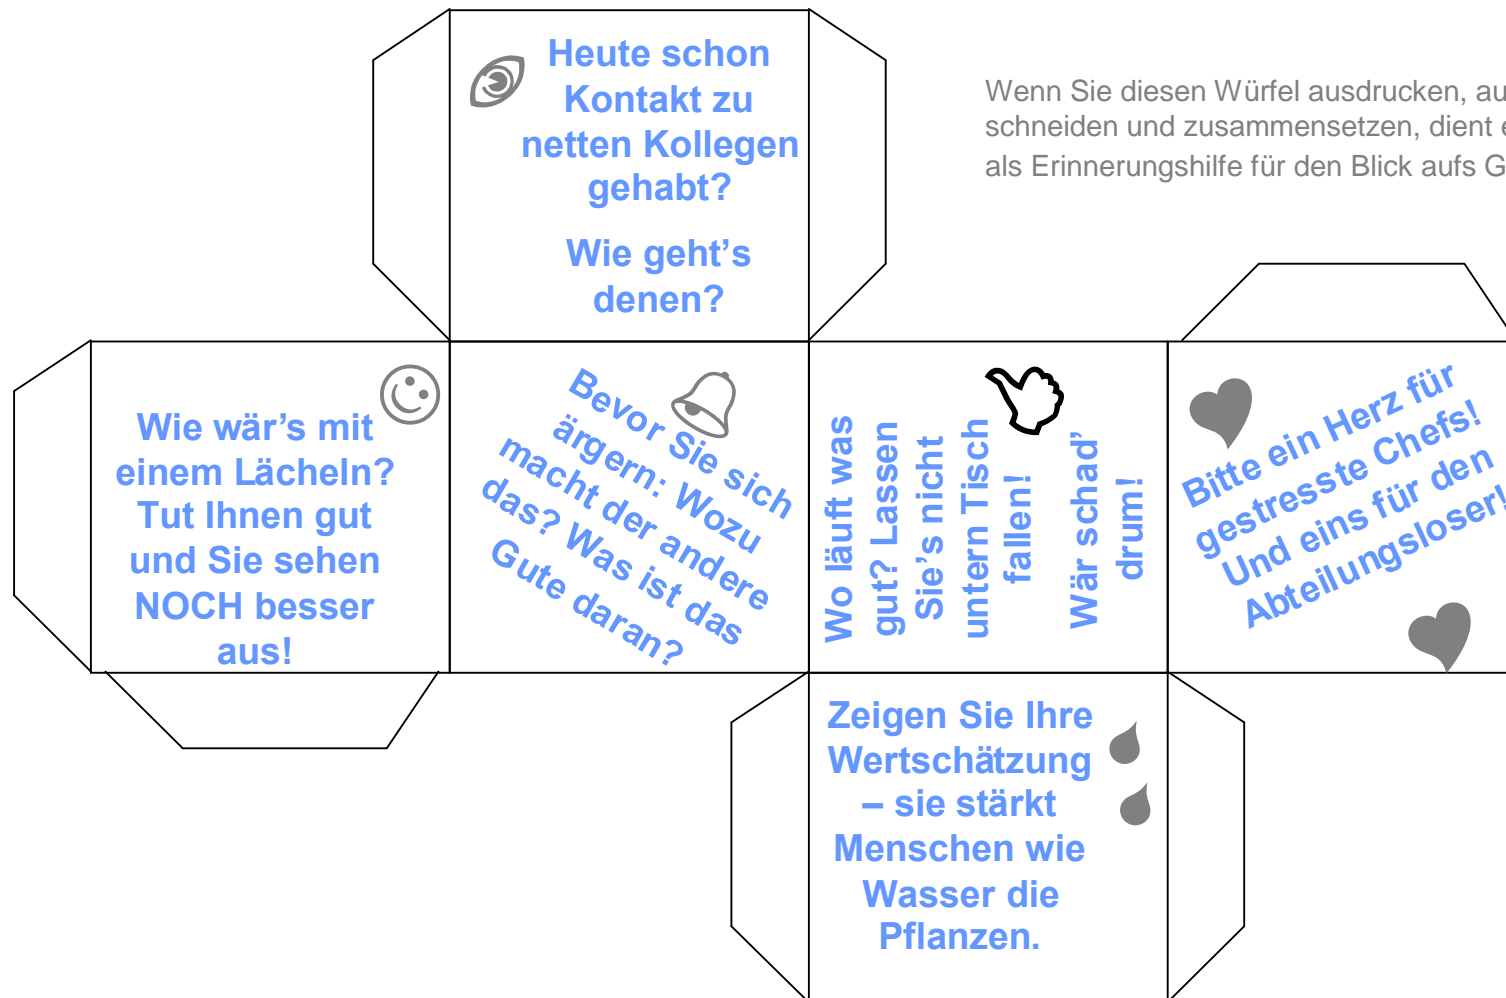 Heute schon
Kontakt zu
netten Kollegen
gehabt?
Wie geht's
denen?
Wenn Sie diesen Würfel ausdrucken, au
schneiden und zusammensetzen, dient e
als Erinnerungshilfe für den Blick aufs G
Wie wär's mit
einem Lächeln?
Tut Ihnen gut
und Sie sehen
NOCH besser
aus!
Bevor Sie sich
ärgern: Wozu
macht der andere
das? Was ist das
Gute daran?
Wo läuft was
gut? Lassen
Sie's nicht
untern Tisch
fallen!
Wär schad'
drum!
Bitte ein Herz für
gestresste Chefs!
Und eins für den
Abteilungsloser!
Zeigen Sie Ihre
Wertschätzung
– sie stärkt
Menschen wie
Wasser die
Pflanzen.